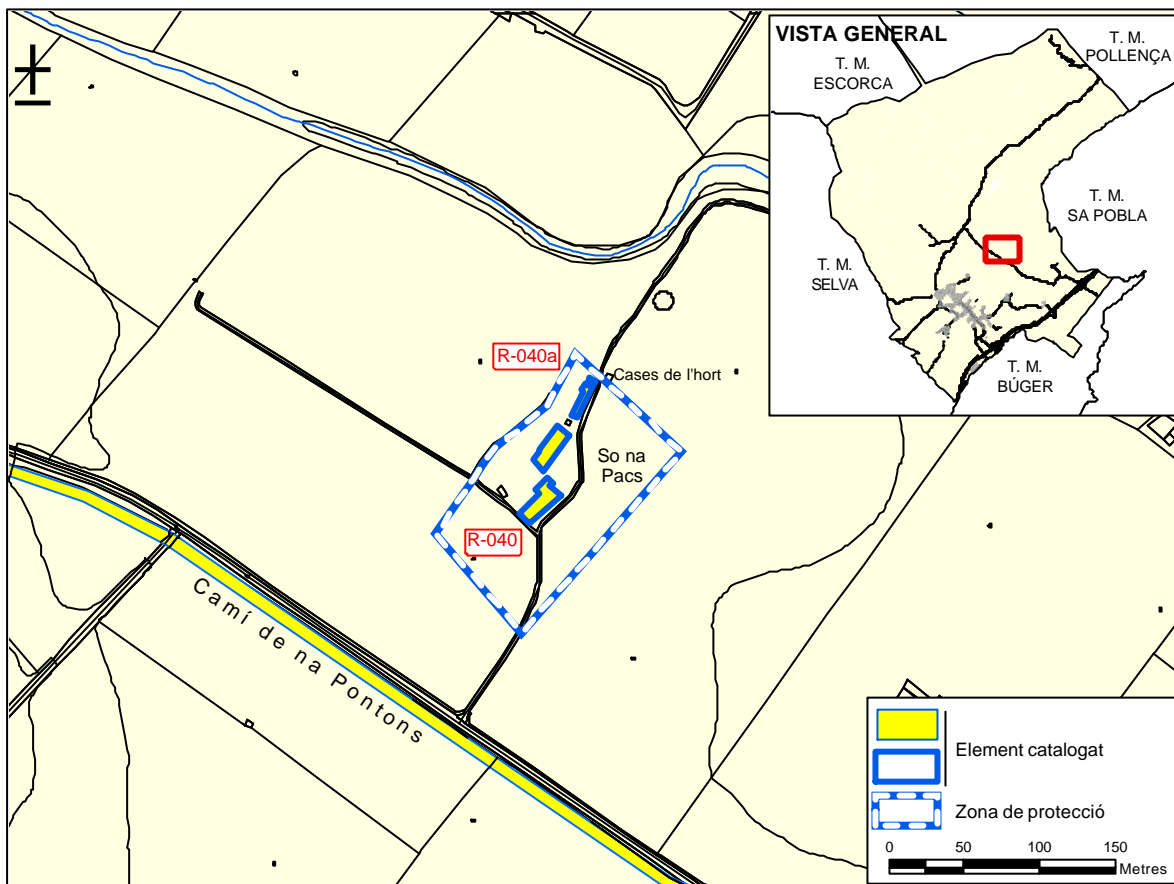 VISTA GENERAL
T. M.
POLLENÇA
T. M.
ESCORCA
T. M.
SA POBLA
T. M.
SELVA
T. M.
BÚGER
R-040a
Cases de l'hort
So na
Pacs
R-040
Camí de na Pontons
Element catalogat
Zona de protecció
0 50 100 150
Metres